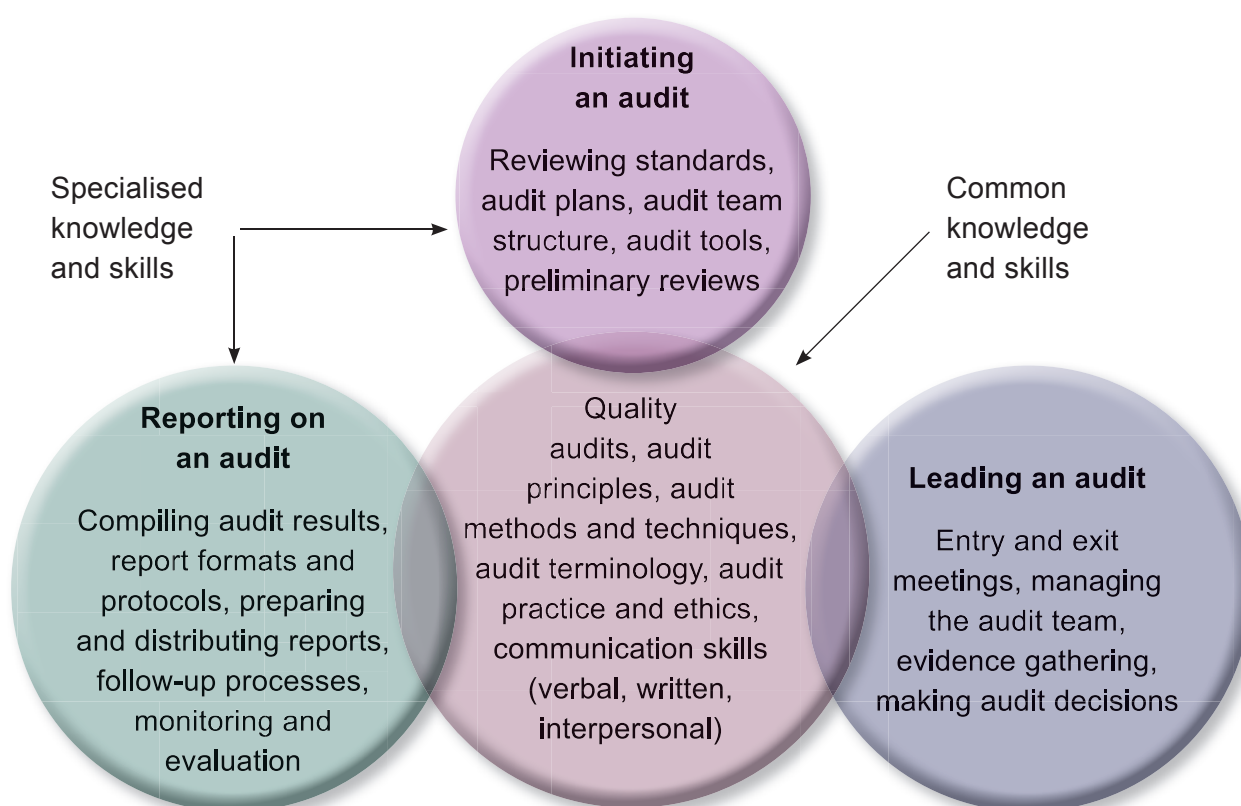 Initiating
an audit
Reviewing standards,
audit plans, audit team
structure, audit tools,
preliminary reviews
Specialised
knowledge
and skills
Common
knowledge
and skills
Reporting on
an audit
Compiling audit results,
report formats and
protocols, preparing
and distributing reports,
follow-up processes,
monitoring and
evaluation
Quality
audits, audit
principles, audit
methods and techniques,
audit terminology, audit
practice and ethics,
communication skills
(verbal, written,
interpersonal)
Leading an audit
Entry and exit
meetings, managing
the audit team,
evidence gathering,
making audit decisions